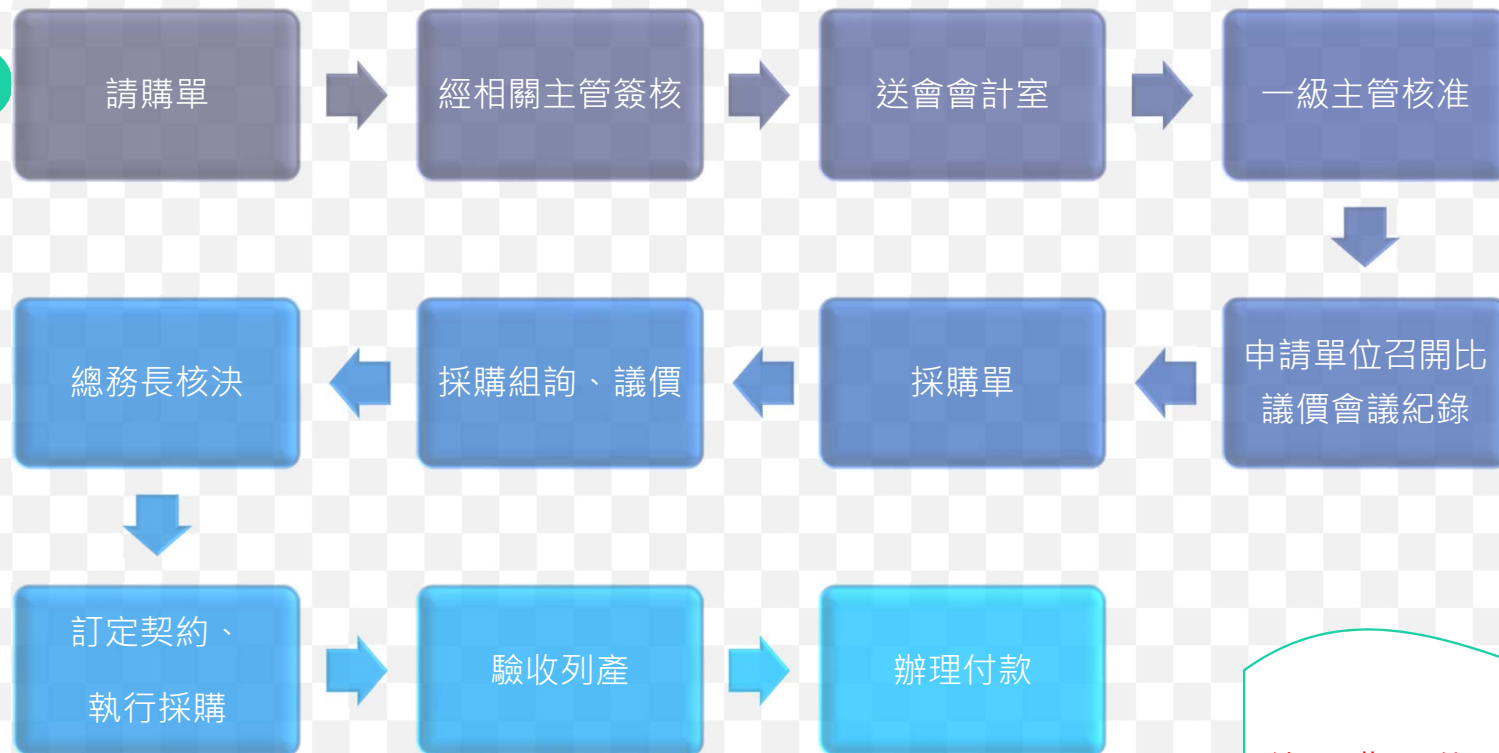 請購單
經相關主管簽核
送會會計室
一級主管核准
申請單位召開比
議價會議紀錄
採購單
採購組詢、議價
總務長核決
訂定契約、
執行採購
驗收列產
辦理付款